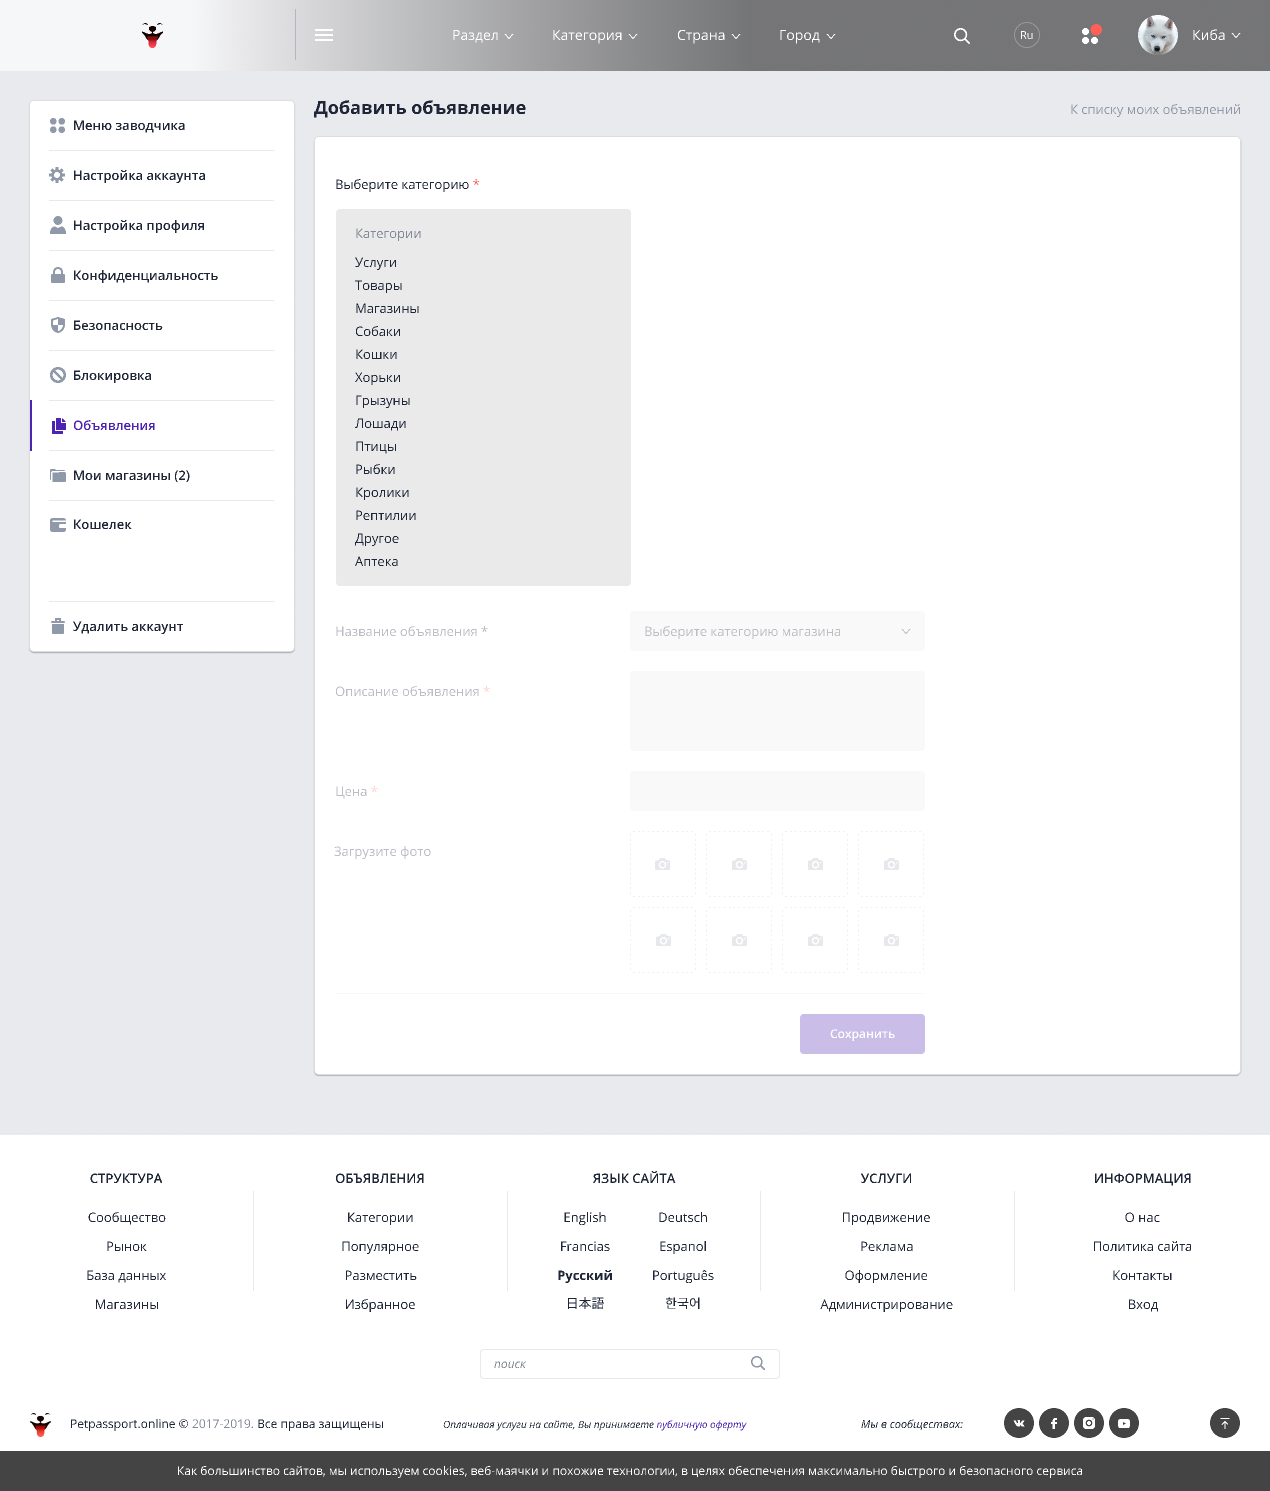 Раздел
Категория
Страна
Город
Ru
Киба
Меню заводчика
Настройка аккаунта
Настройка профиля
Конфиденциальность
Безопасность
Блокировка
Объявления
Мои магазины (2)
Кошелек
Удалить аккаунт
Добавить объявление
К списку моих объявлений
Выберите категорию *
Категории
Услуги
Товары
Магазины
Собаки
Кошки
Хорьки
Грызуны
Лошади
Птицы
Рыбки
Кролики
Рептилии
Другое
Аптека
Название объявления *
Выберите категорию магазина
Описание объявления *
Цена *
Загрузите фото
Сохранить
СТРУКТУРА
Сообщество
Рынок
База данных
Магазины
ОБЪЯВЛЕНИЯ
Категории
Популярное
Разместить
Избранное
ЯЗЫК САЙТА
English
Deutsch
Francias
Espanol
Русский
Português
日本語
한국어
УСЛУГИ
Продвижение
Реклама
Оформление
Администрирование
ИНФОРМАЦИЯ
О нас
Политика сайта
Контакты
Вход
поиск
Petpassport.online © 2017-2019. Все права защищены
Оплачивая услуги на сайте, Вы принимаете публичную оферту
Мы в сообществах:
Как большинство сайтов, мы используем cookies, веб-маячки и похожие технологии, в целях обеспечения максимально быстрого и безопасного сервиса